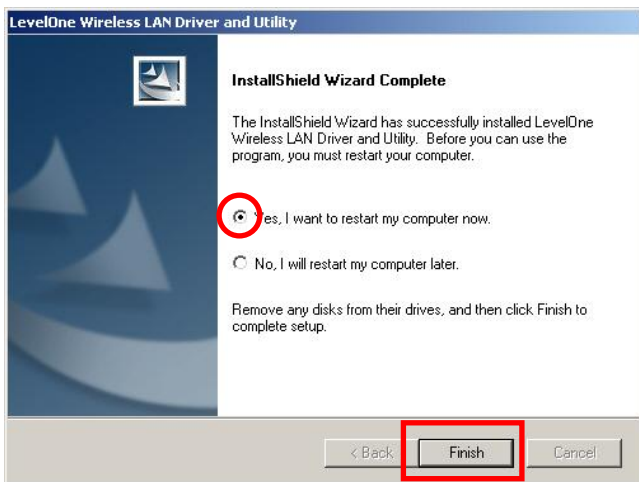 LevelOne Wireless LAN Driver and Utility
InstallShield Wizard Complete
The InstallShield Wizard has successfully installed LevelOne
Wireless LAN Driver and Utility. Before you can use the
program, you must restart your computer.
Yes, I want to restart my computer now.
No, I will restart my computer later.
Remove any disks from their drives, and then click Finish to
complete setup.
< Back Finish Cancel